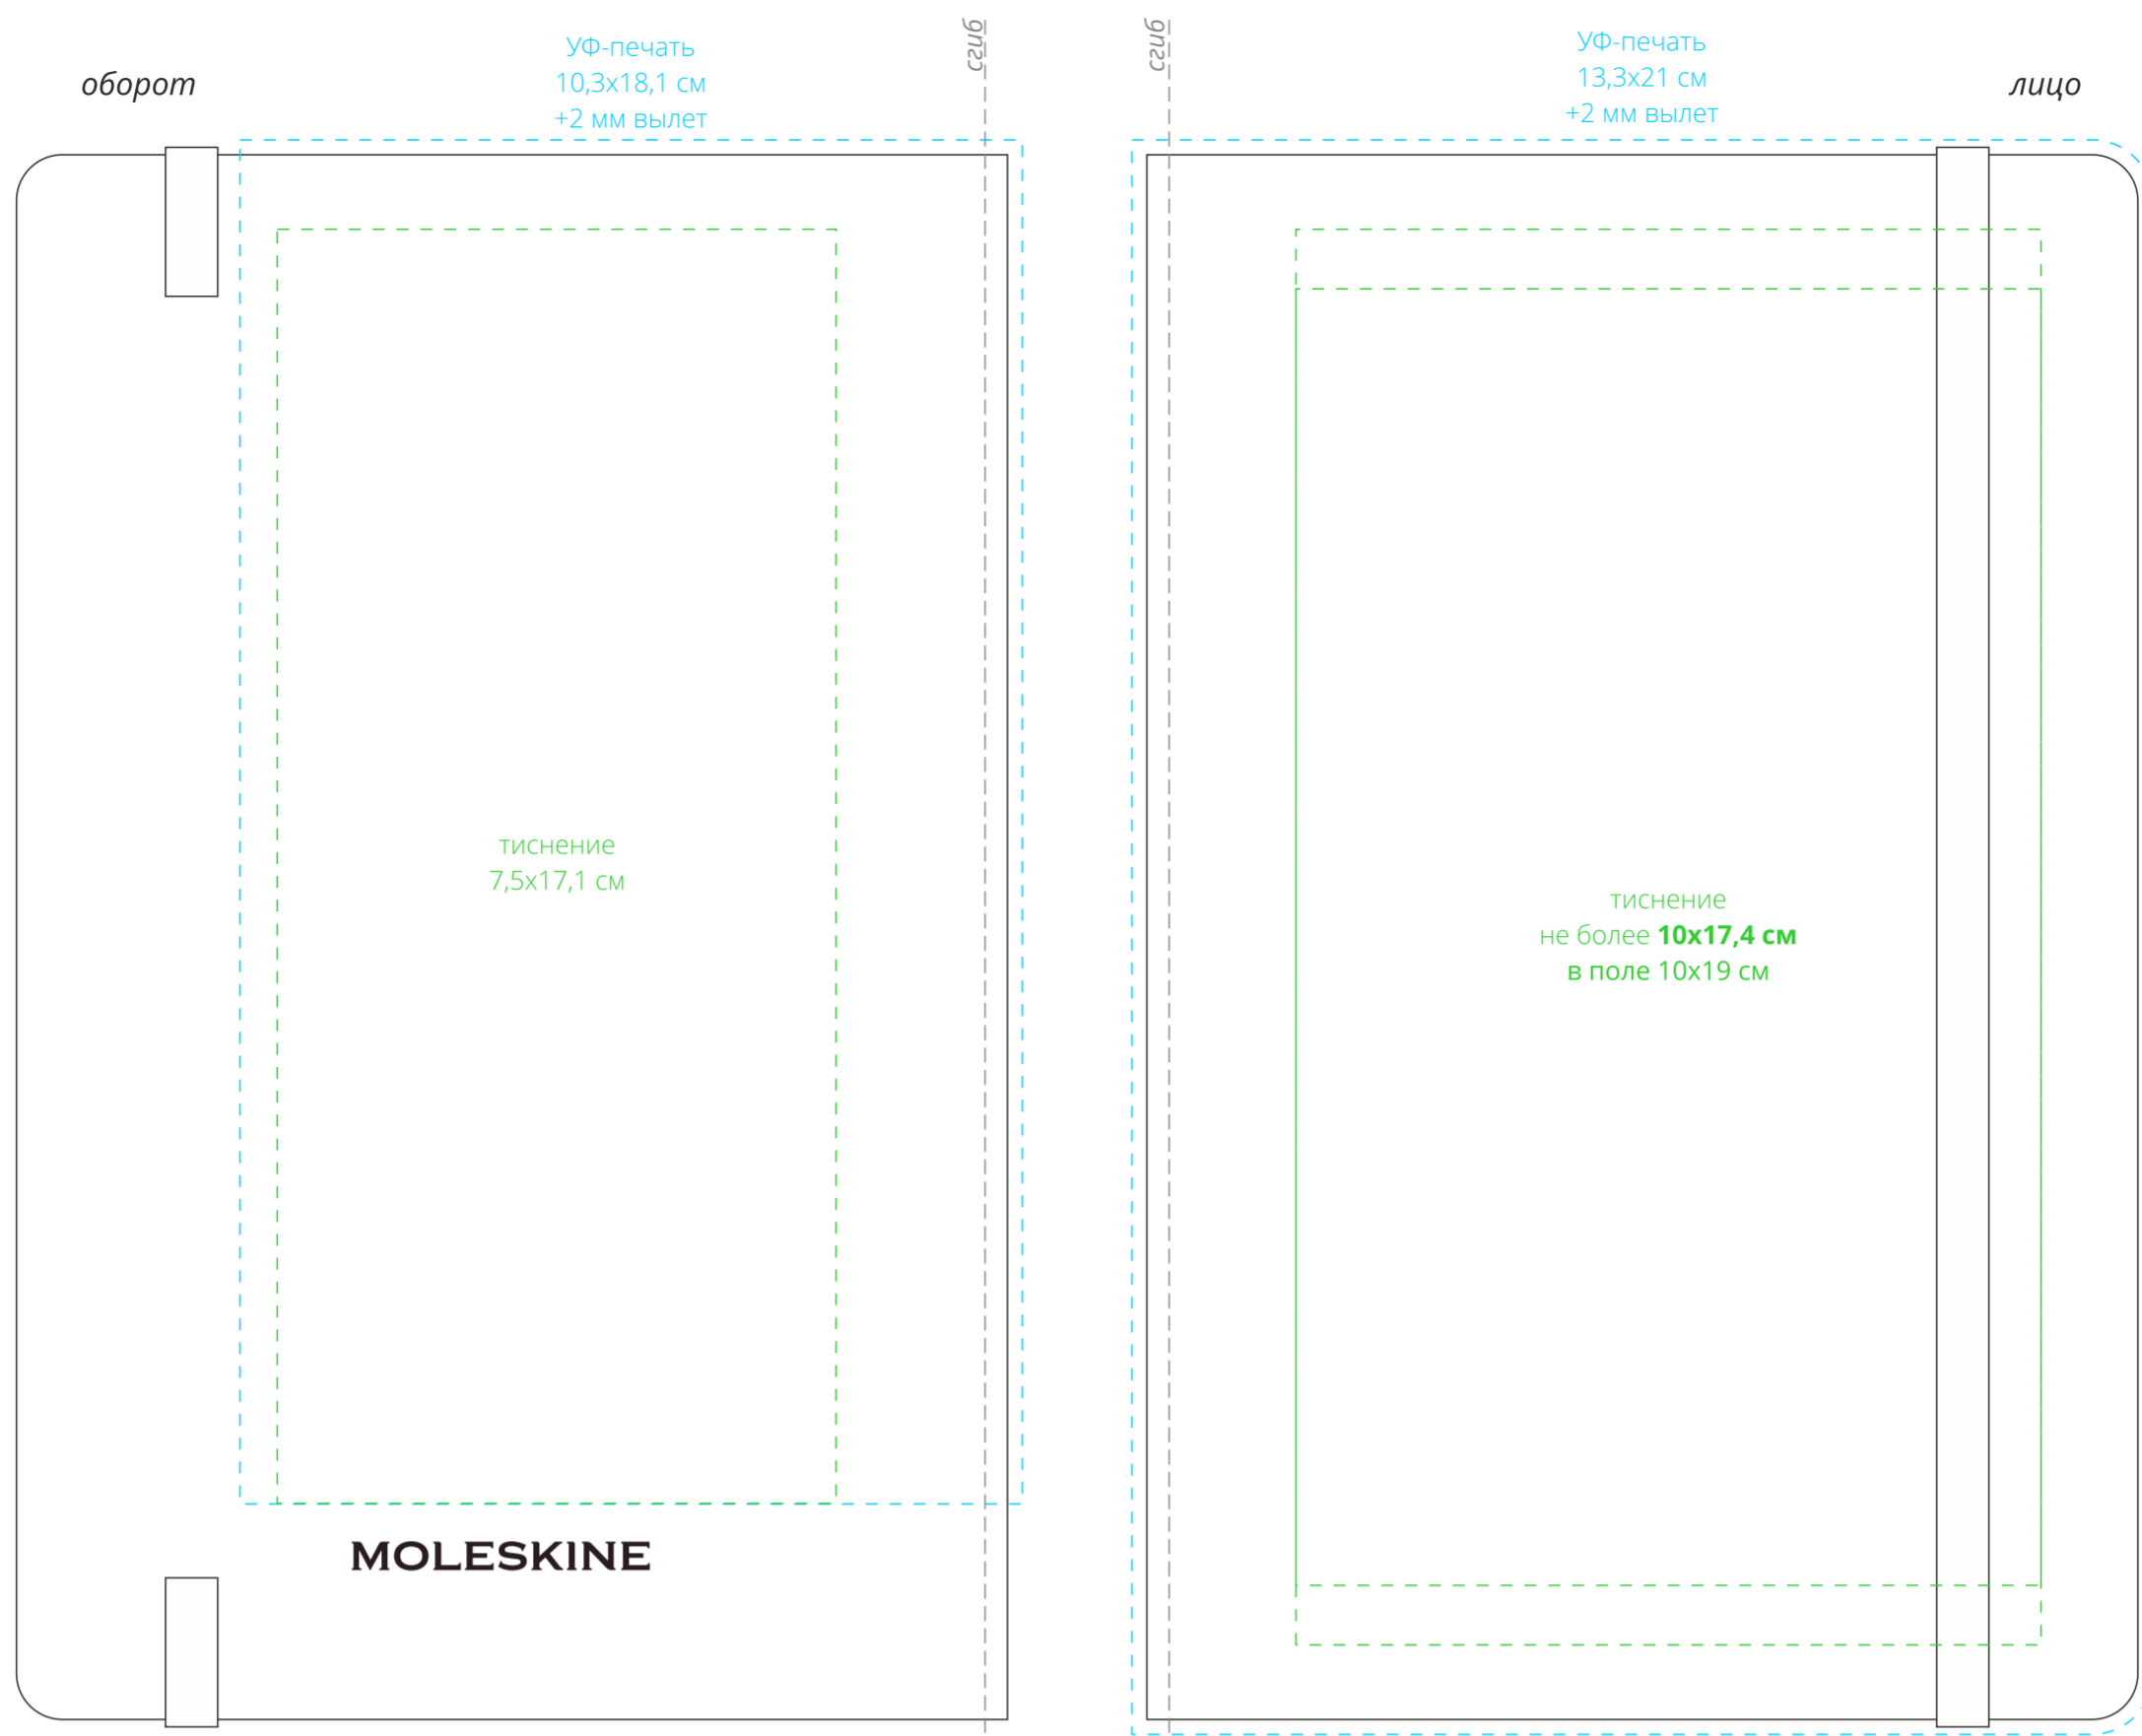 оборот
УФ-печать
10,3х18,1 см
+2 мм вылет
сгиб
тиснение
7,5х17,1 см
MOLESKINE
сгиб
УФ-печать
13,3х21 см
+2 мм вылет
лицо
тиснение
не более 10х17,4 см
в поле 10х19 см